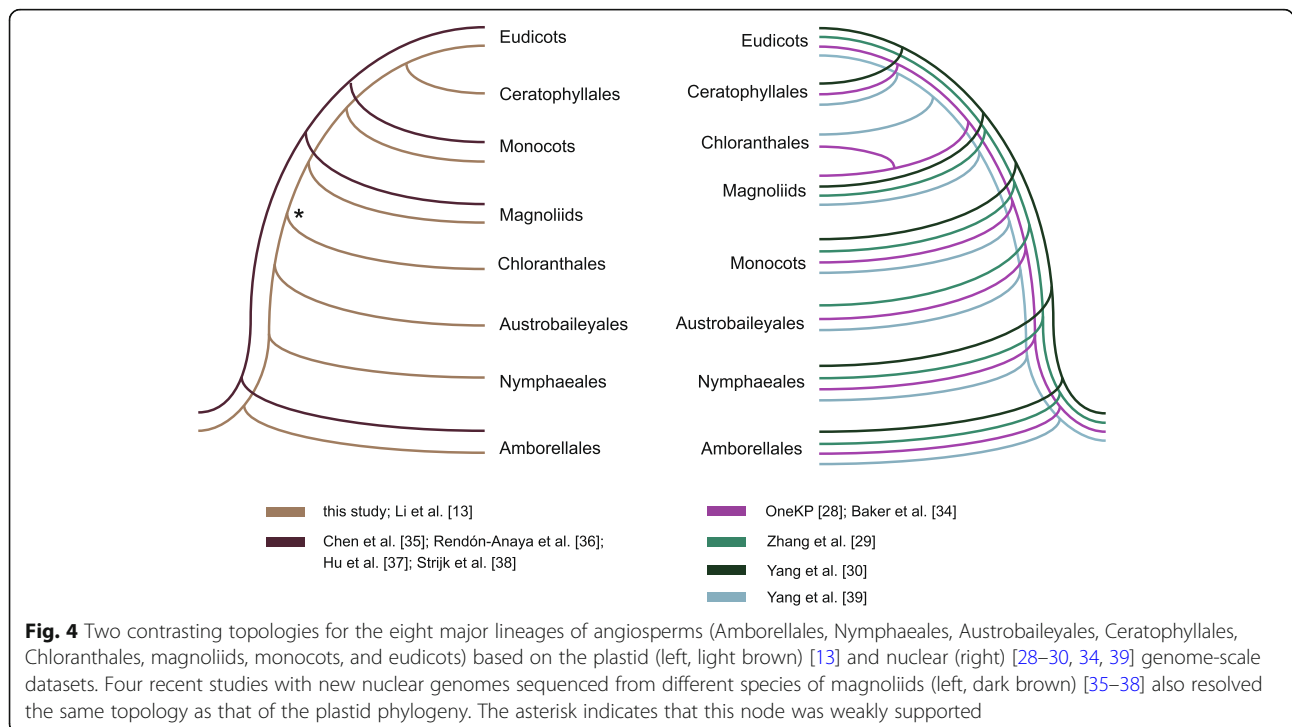 Eudicots
Ceratophyllales
Monocots
*
Magnoliids
Chloranthales
Austrobaileyales
Nymphaeales
Amborellales
this study; Li et al. [13]
Chen et al. [35]; Rendón-Anaya et al. [36];
Hu et al. [37]; Strijk et al. [38]
Eudicots
Ceratophyllales
Chloranthales
Magnoliids
Monocots
Austrobaileyales
Nymphaeales
Amborellales
OneKP [28]; Baker et al. [34]
Zhang et al. [29]
Yang et al. [30]
Yang et al. [39]
Fig. 4 Two contrasting topologies for the eight major lineages of angiosperms (Amborellales, Nymphaeales, Austrobaileyales, Ceratophyllales,
Chloranthales, magnoliids, monocots, and eudicots) based on the plastid (left, light brown) [13] and nuclear (right) [28–30, 34, 39] genome-scale
datasets. Four recent studies with new nuclear genomes sequenced from different species of magnoliids (left, dark brown) [35–38] also resolved
the same topology as that of the plastid phylogeny. The asterisk indicates that this node was weakly supported